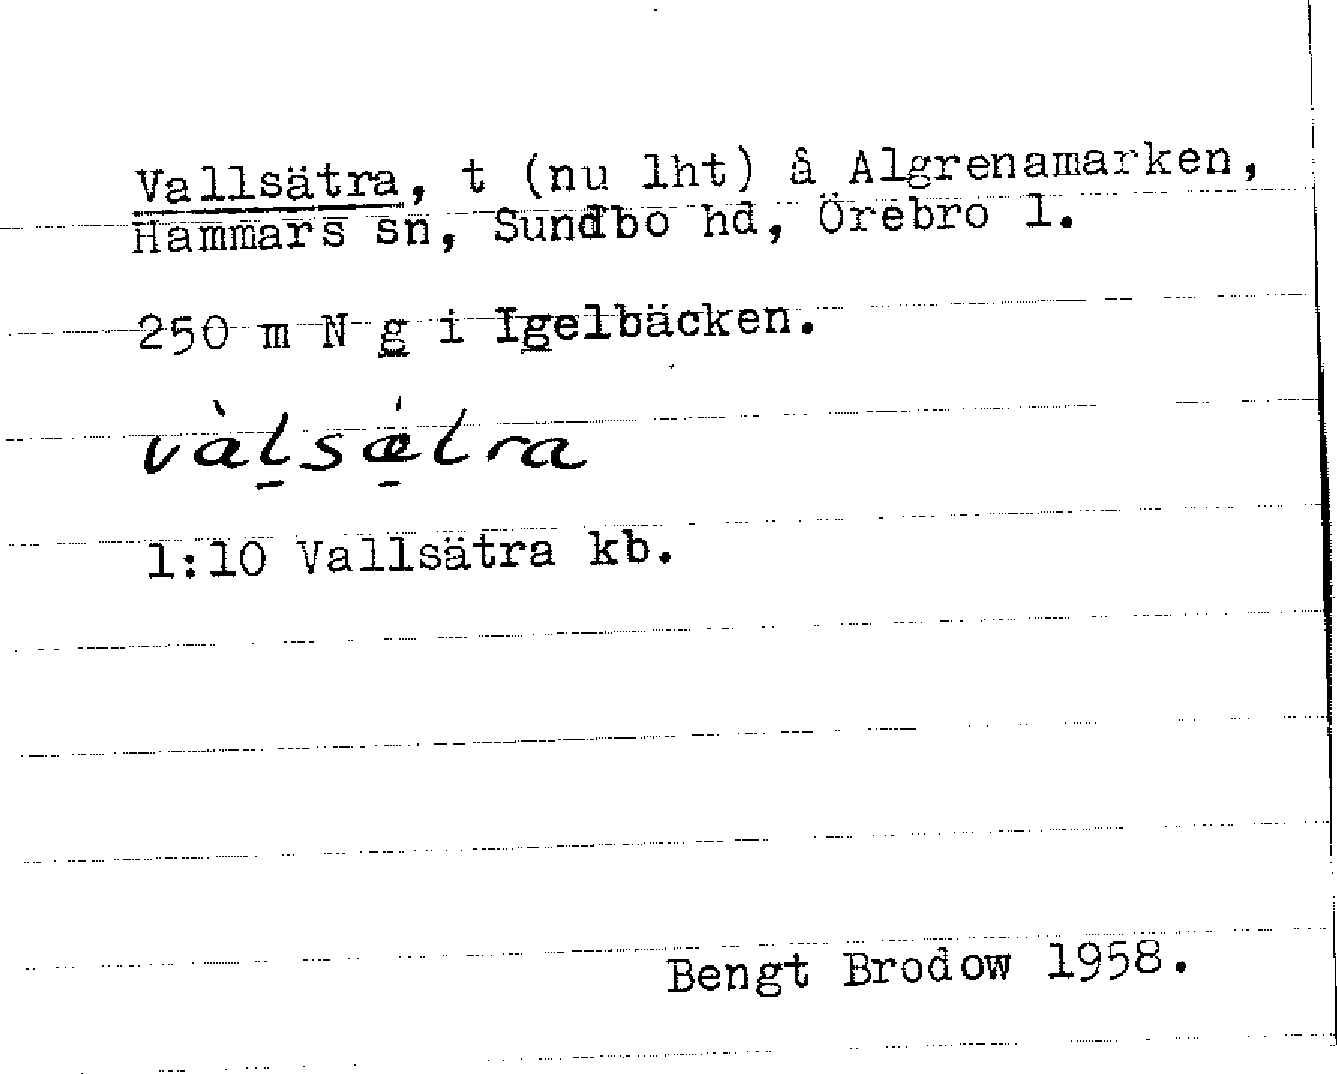 Vallsätra, t (nu lht) å Algrenamarken,
Hammars sn, Sundbo hd, Örebro l.
250 m N g i Igelbäcken.
vàlsǽtra
1:10 Vallsätra kb.
Bengt Brodow 1958.